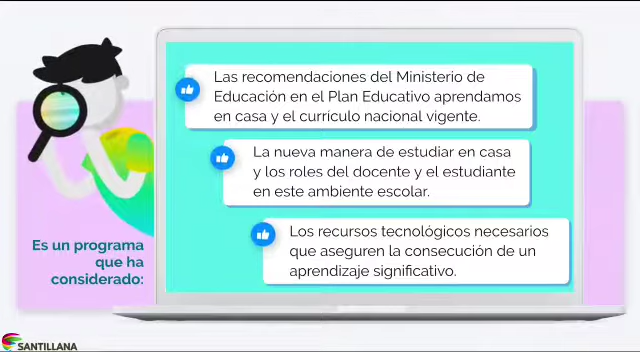 Las recomendaciones del Ministerio de
Educación en el Plan Educativo aprendamos
en casa y el currículo nacional vigente.
La nueva manera de estudiar en casa
y los roles del docente y el estudiante
en este ambiente escolar.
Los recursos tecnológicos necesarios
que aseguren la consecución de un
aprendizaje significativo.
Es un programa
que ha
considerado:
SANTILLANA